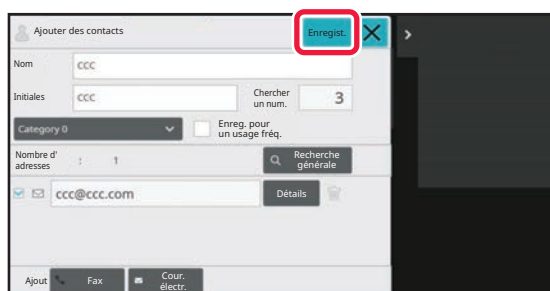 Ajouter des contacts
Enregist.
Nom
ccc
Initiales
ccc
Chercher
un num.
3
Category 0
Enreg. pour
un usage fréq.
Nombre d'
adresses
:
1
Recherche
générale
ccc@ccc.com
Détails
Ajout
Fax
Cour.
électr.